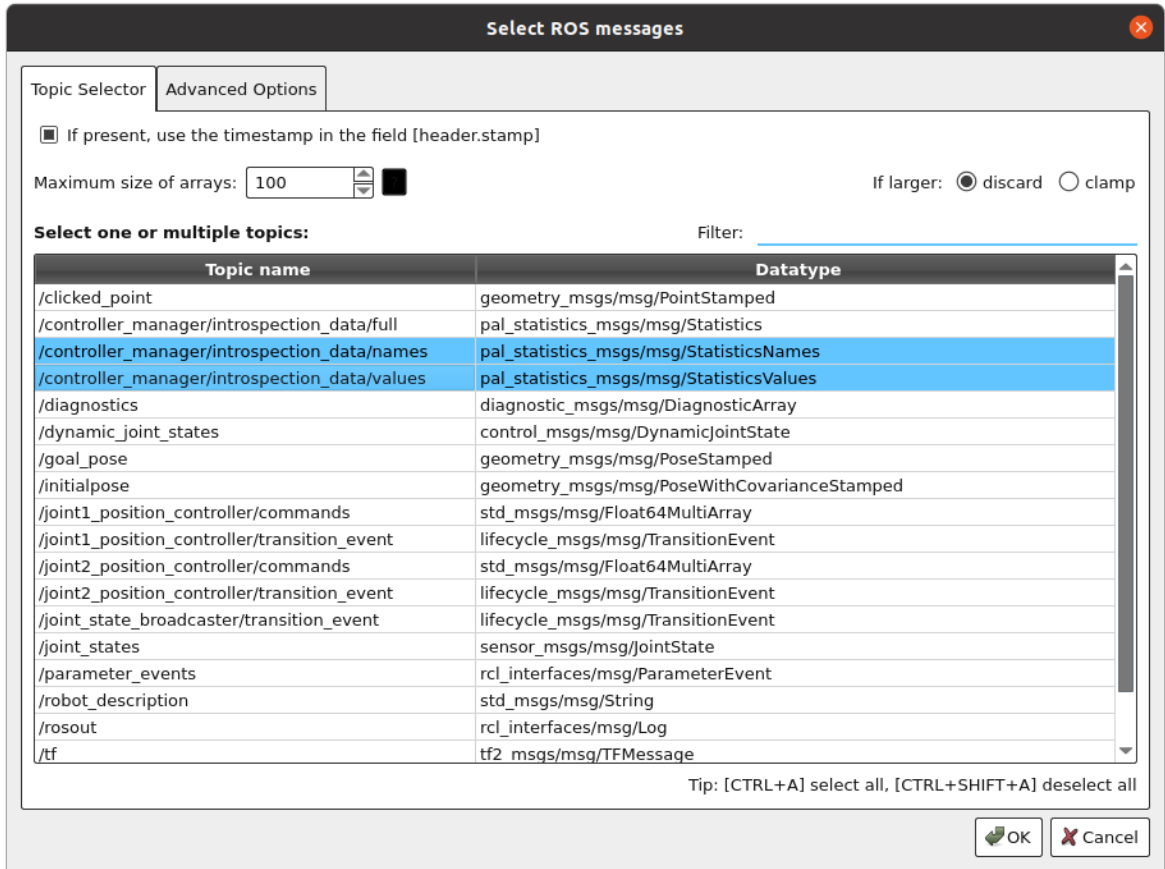 Select ROS messages
Topic Selector
Advanced Options
If present, use the timestamp in the field [header.stamp]
Maximum size of arrays: 100 ? If larger: discard clamp
Select one or multiple topics: Filter:
Topic name Datatype
/clicked_point geometry_msgs/msg/PointStamped
/controller_manager/introspection_data/full pal_statistics_msgs/msg/Statistics
/controller_manager/introspection_data/names pal_statistics_msgs/msg/StatisticsNames
/controller_manager/introspection_data/values pal_statistics_msgs/msg/StatisticsValues
/diagnostics diagnostic_msgs/msg/DiagnosticArray
/dynamic_joint_states control_msgs/msg/DynamicJointState
/goal_pose geometry_msgs/msg/PoseStamped
/initialpose geometry_msgs/msg/PoseWithCovarianceStamped
/joint1_position_controller/commands std_msgs/msg/Float64MultiArray
/joint1_position_controller/transition_event lifecycle_msgs/msg/TransitionEvent
/joint2_position_controller/commands std_msgs/msg/Float64MultiArray
/joint2_position_controller/transition_event lifecycle_msgs/msg/TransitionEvent
/joint_state_broadcaster/transition_event lifecycle_msgs/msg/TransitionEvent
/joint_states sensor_msgs/msg/JointState
/parameter_events rcl_interfaces/msg/ParameterEvent
/robot_description std_msgs/msg/String
/rosout rcl_interfaces/msg/Log
/tf tf2_msgs/msg/TFMessage
Tip: [CTRL+A] select all, [CTRL+SHIFT+A] deselect all
OK Cancel